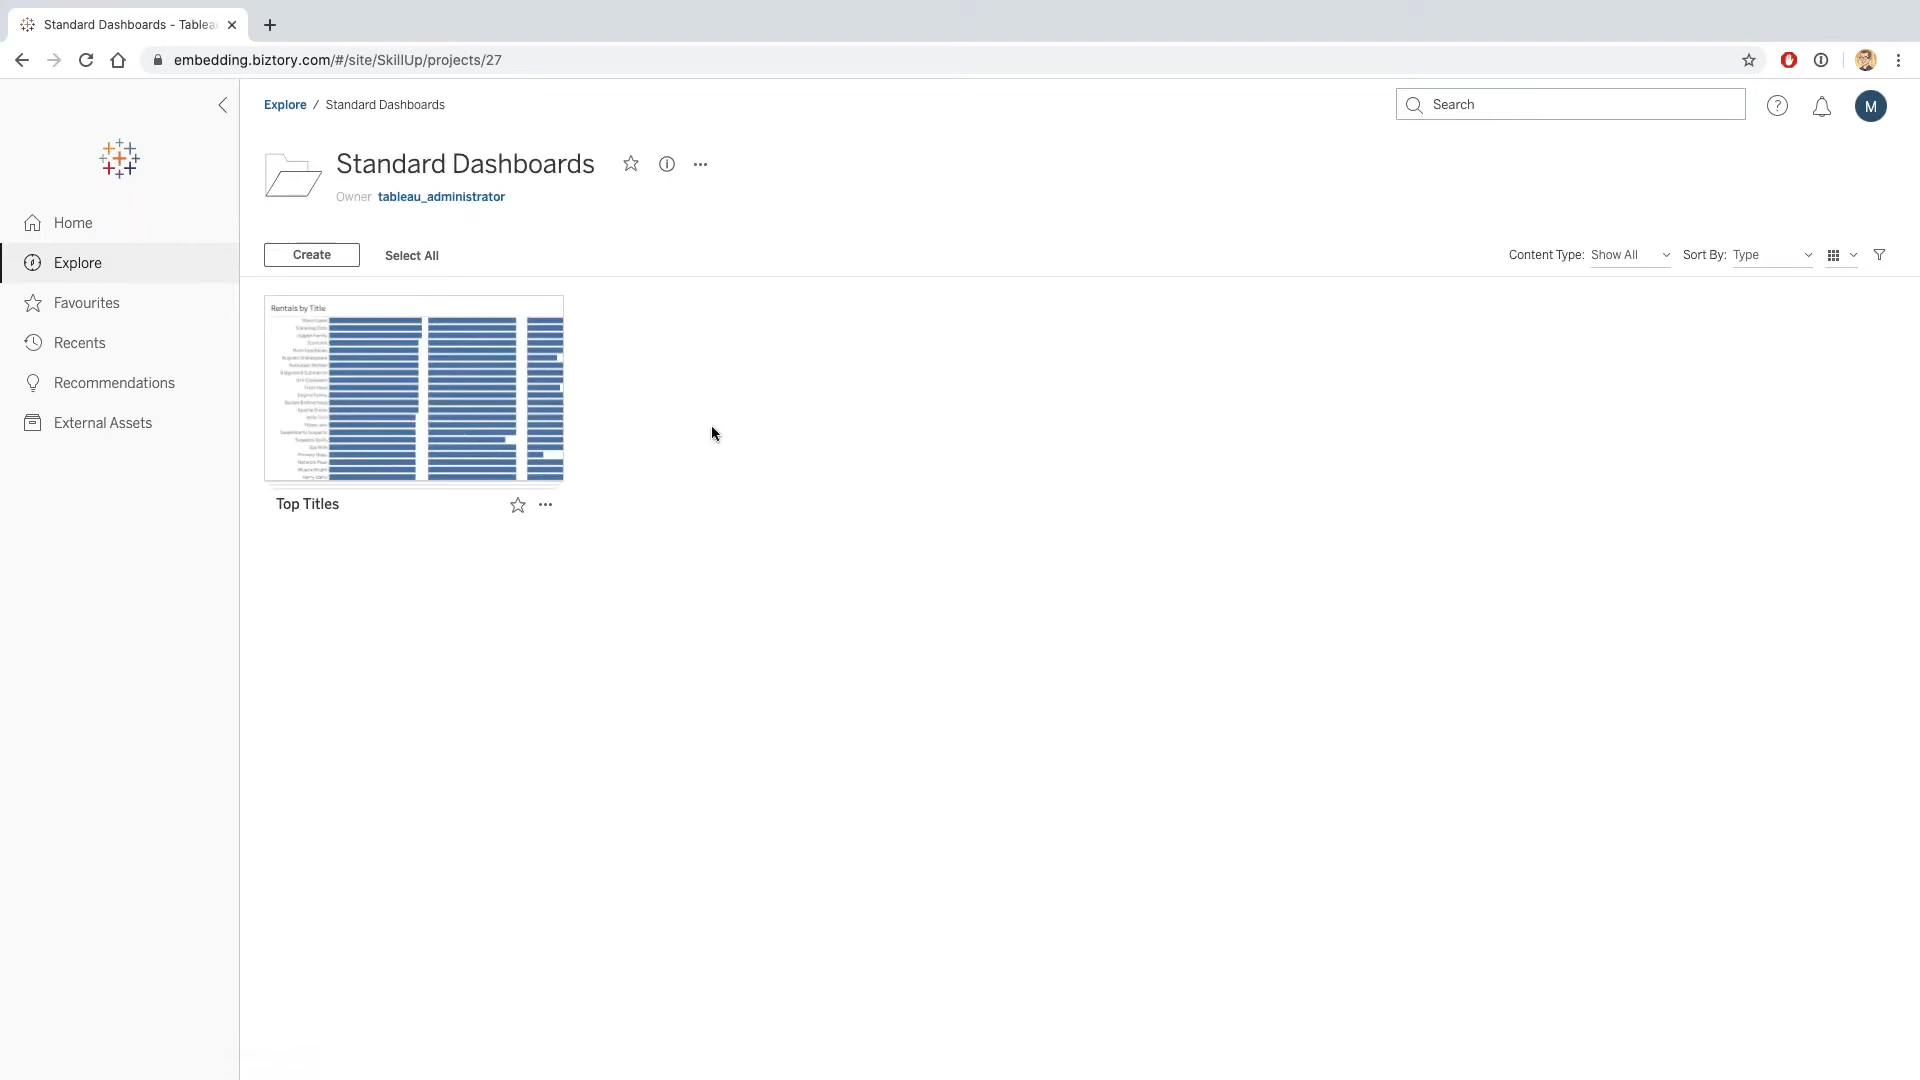 Standard Dashboards - Tablea
embedding.biztory.com/#/site/SkillUp/projects/27
Explore / Standard Dashboards
Search
?
M
Standard Dashboards
Owner tableau_administrator
Home
Explore
Favourites
Recents
Recommendations
External Assets
Create
Select All
Content Type: Show All
Sort By: Type
Rentals by Title
Top Titles